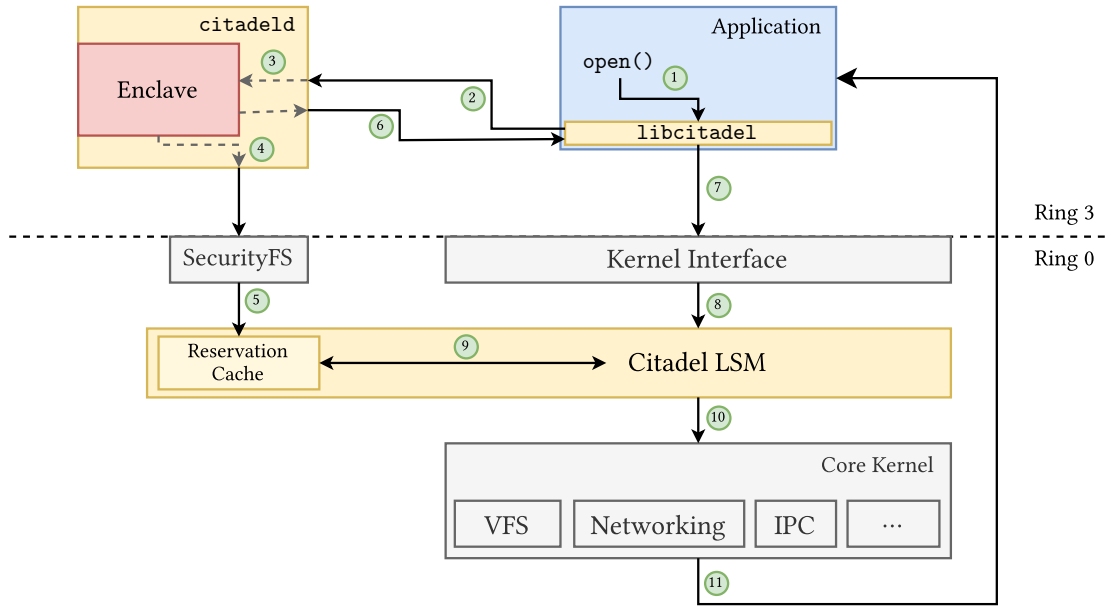 citadeld
Application
Enclave
open()
3
1
2
6
libcitadel
4
7
Ring 3
SecurityFS
Kernel Interface
Ring 0
5
8
Reservation
Cache
9
Citadel LSM
10
Core Kernel
VFS
Networking
IPC
...
11